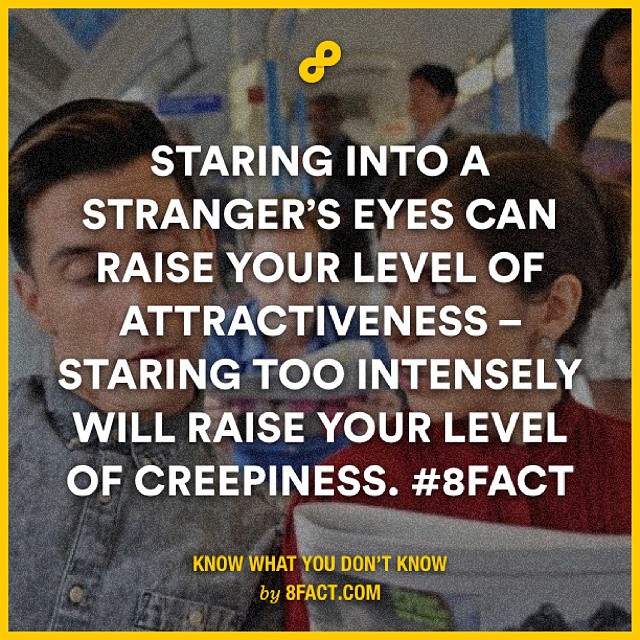 STARING INTO A
STRANGER'S EYES CAN
RAISE YOUR LEVEL OF
ATTRACTIVENESS –
STARING TOO INTENSELY
WILL RAISE YOUR LEVEL
OF CREEPINESS. #8FACT
KNOW WHAT YOU DON'T KNOW
by 8FACT.COM